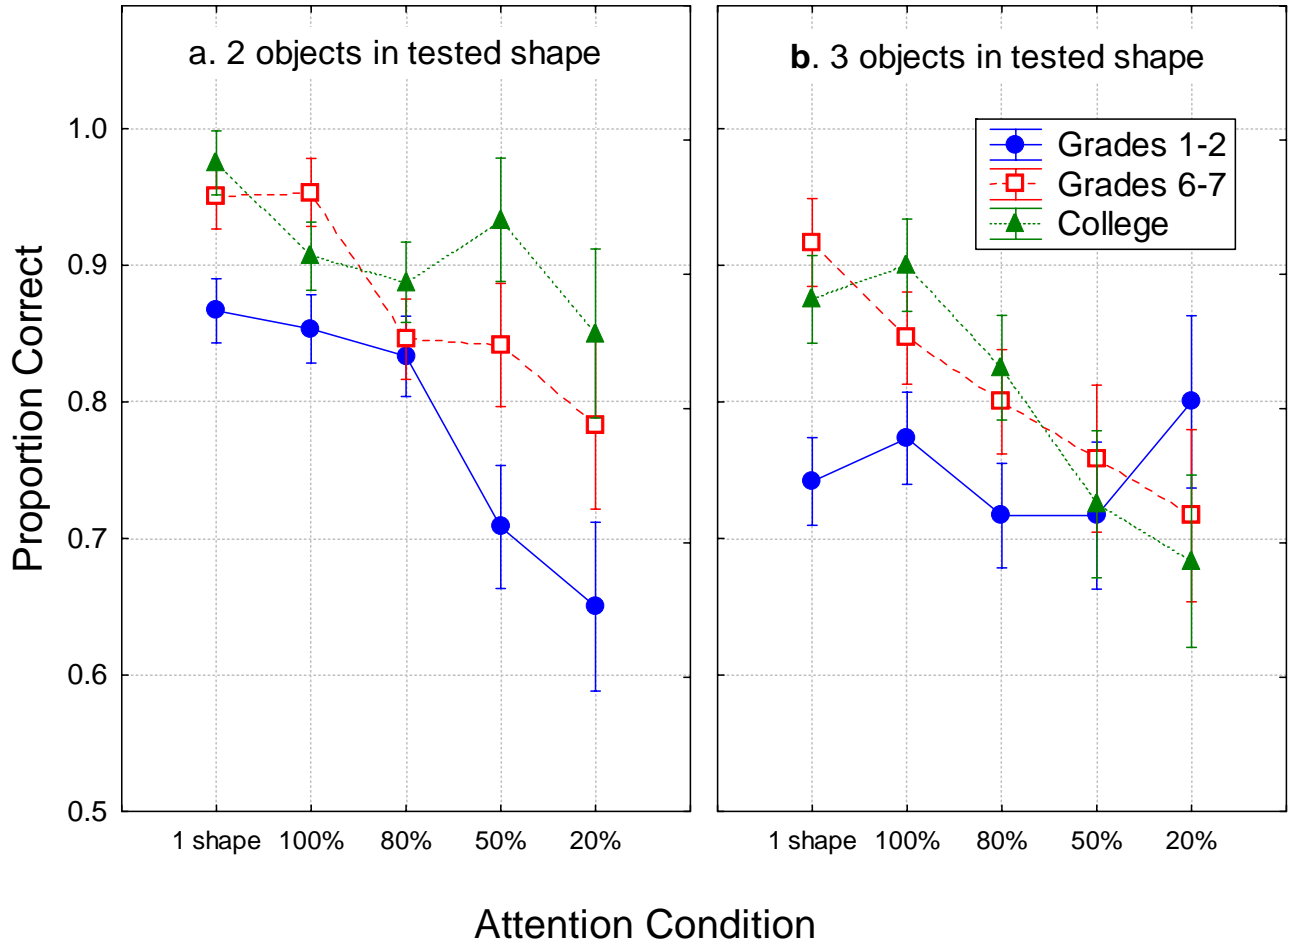 a. 2 objects in tested shape
b. 3 objects in tested shape
Grades 1-2
Grades 6-7
College
Proportion Correct
1.0
0.9
0.8
0.7
0.6
0.5
1 shape 100% 80% 50% 20%
1 shape 100% 80% 50% 20%
Attention Condition